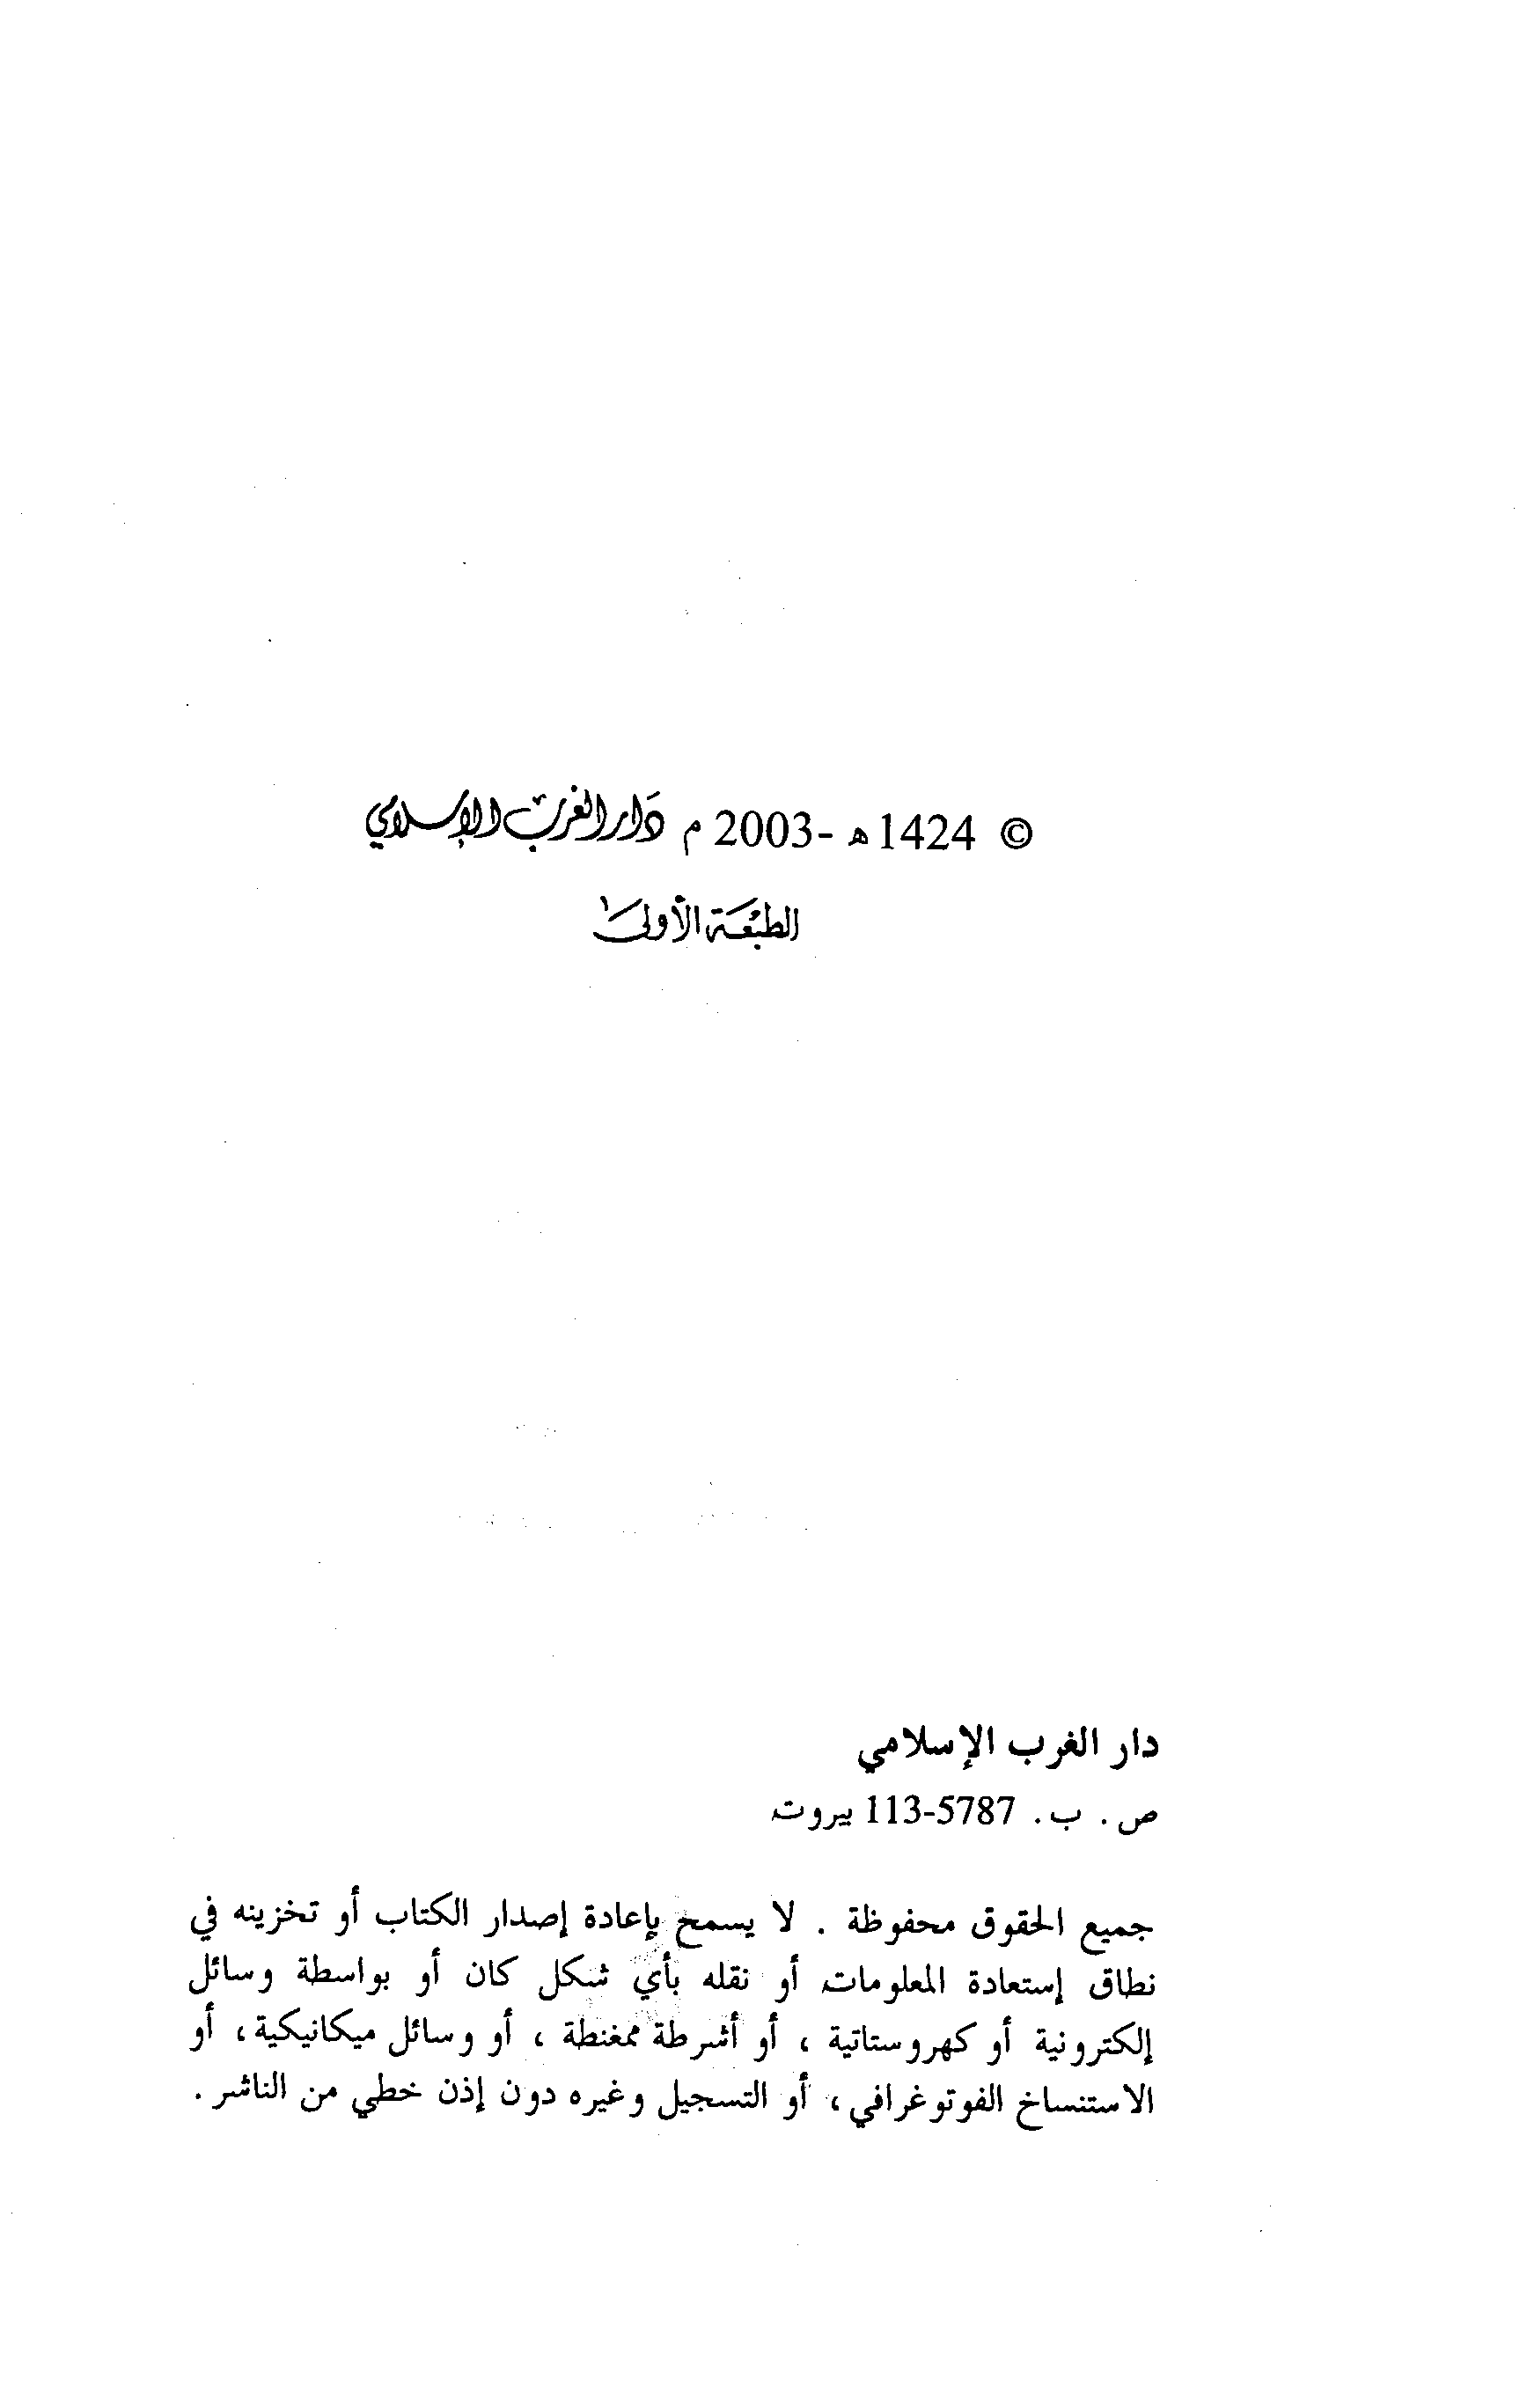 © 1424 هـ -2003 م دار الغرب الإسلامي
الطبعة الأولى
دار الغرب الإسلامي
ص . ب . 5787-113 بيروت
جميع الحقوق محفوظة . لا يسمح بإعادة إصدار الكتاب أو تخزينه في
نطاق إستعادة المعلومات أو نقله بأي شكل كان أو بواسطة وسائل
إلكترونية أو كهروستاتية ، أو أشرطة ممغنطة ، أو وسائل ميكانيكية ، أو
الاستنساخ الفوتوغرافي ، أو التسجيل وغيره دون إذن خطي من الناشر .